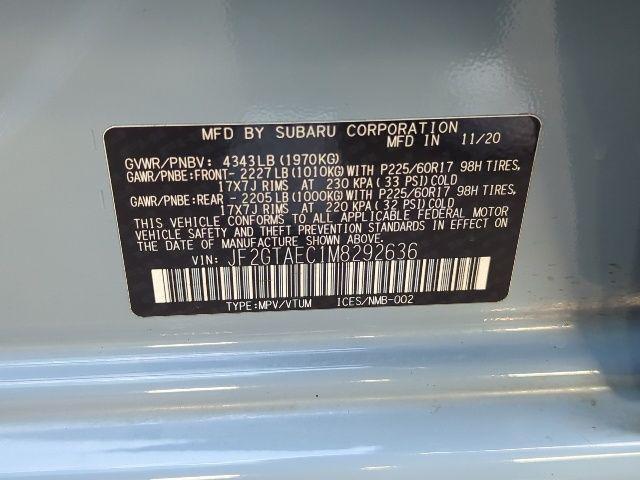 MFD BY SUBARU CORPORATION
MFD IN 11/20
GVWR/PNBV: 4343LB(1970KG)
GAWR/PNBE:FRONT-2227LB(1010KG)WITH P225/60R17 98H TIRES,
17X7J RIMS AT 230 KPA(33 PSI)COLD
GAWR/PNBE:REAR -2205LB(1000KG)WITH P225/60R17 98H TIRES,
17X7J RIMS AT 220 KPA(32 PSI)COLD
THIS VEHICLE CONFORMS TO ALL APPLICABLE FEDERAL MOTOR
VEHICLE SAFETY AND THEFT PREVENTION STANDARDS IN EFFECT ON
THE DATE OF MANUFACTURE SHOWN ABOVE.
VIN: JF2GTAEC1M8292636
TYPE:MPV/VTUM ICES/NMB-002